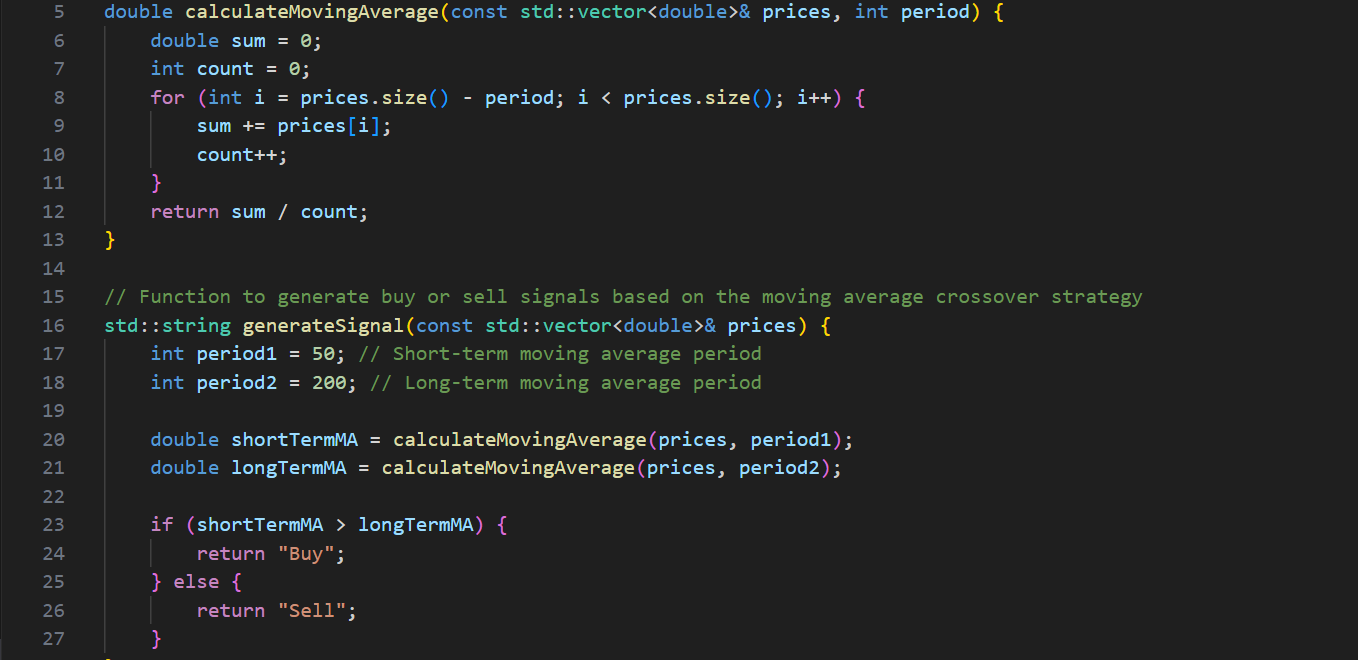 5 double calculateMovingAverage(const std::vector<double>& prices, int period) {
6     double sum = 0;
7     int count = 0;
8     for (int i = prices.size() - period; i < prices.size(); i++) {
9         sum += prices[i];
10         count++;
11     }
12     return sum / count;
13 }
14
15 // Function to generate buy or sell signals based on the moving average crossover strategy
16 std::string generateSignal(const std::vector<double>& prices) {
17     int period1 = 50; // Short-term moving average period
18     int period2 = 200; // Long-term moving average period
19
20     double shortTermMA = calculateMovingAverage(prices, period1);
21     double longTermMA = calculateMovingAverage(prices, period2);
22
23     if (shortTermMA > longTermMA) {
24         return "Buy";
25     } else {
26         return "Sell";
27     }